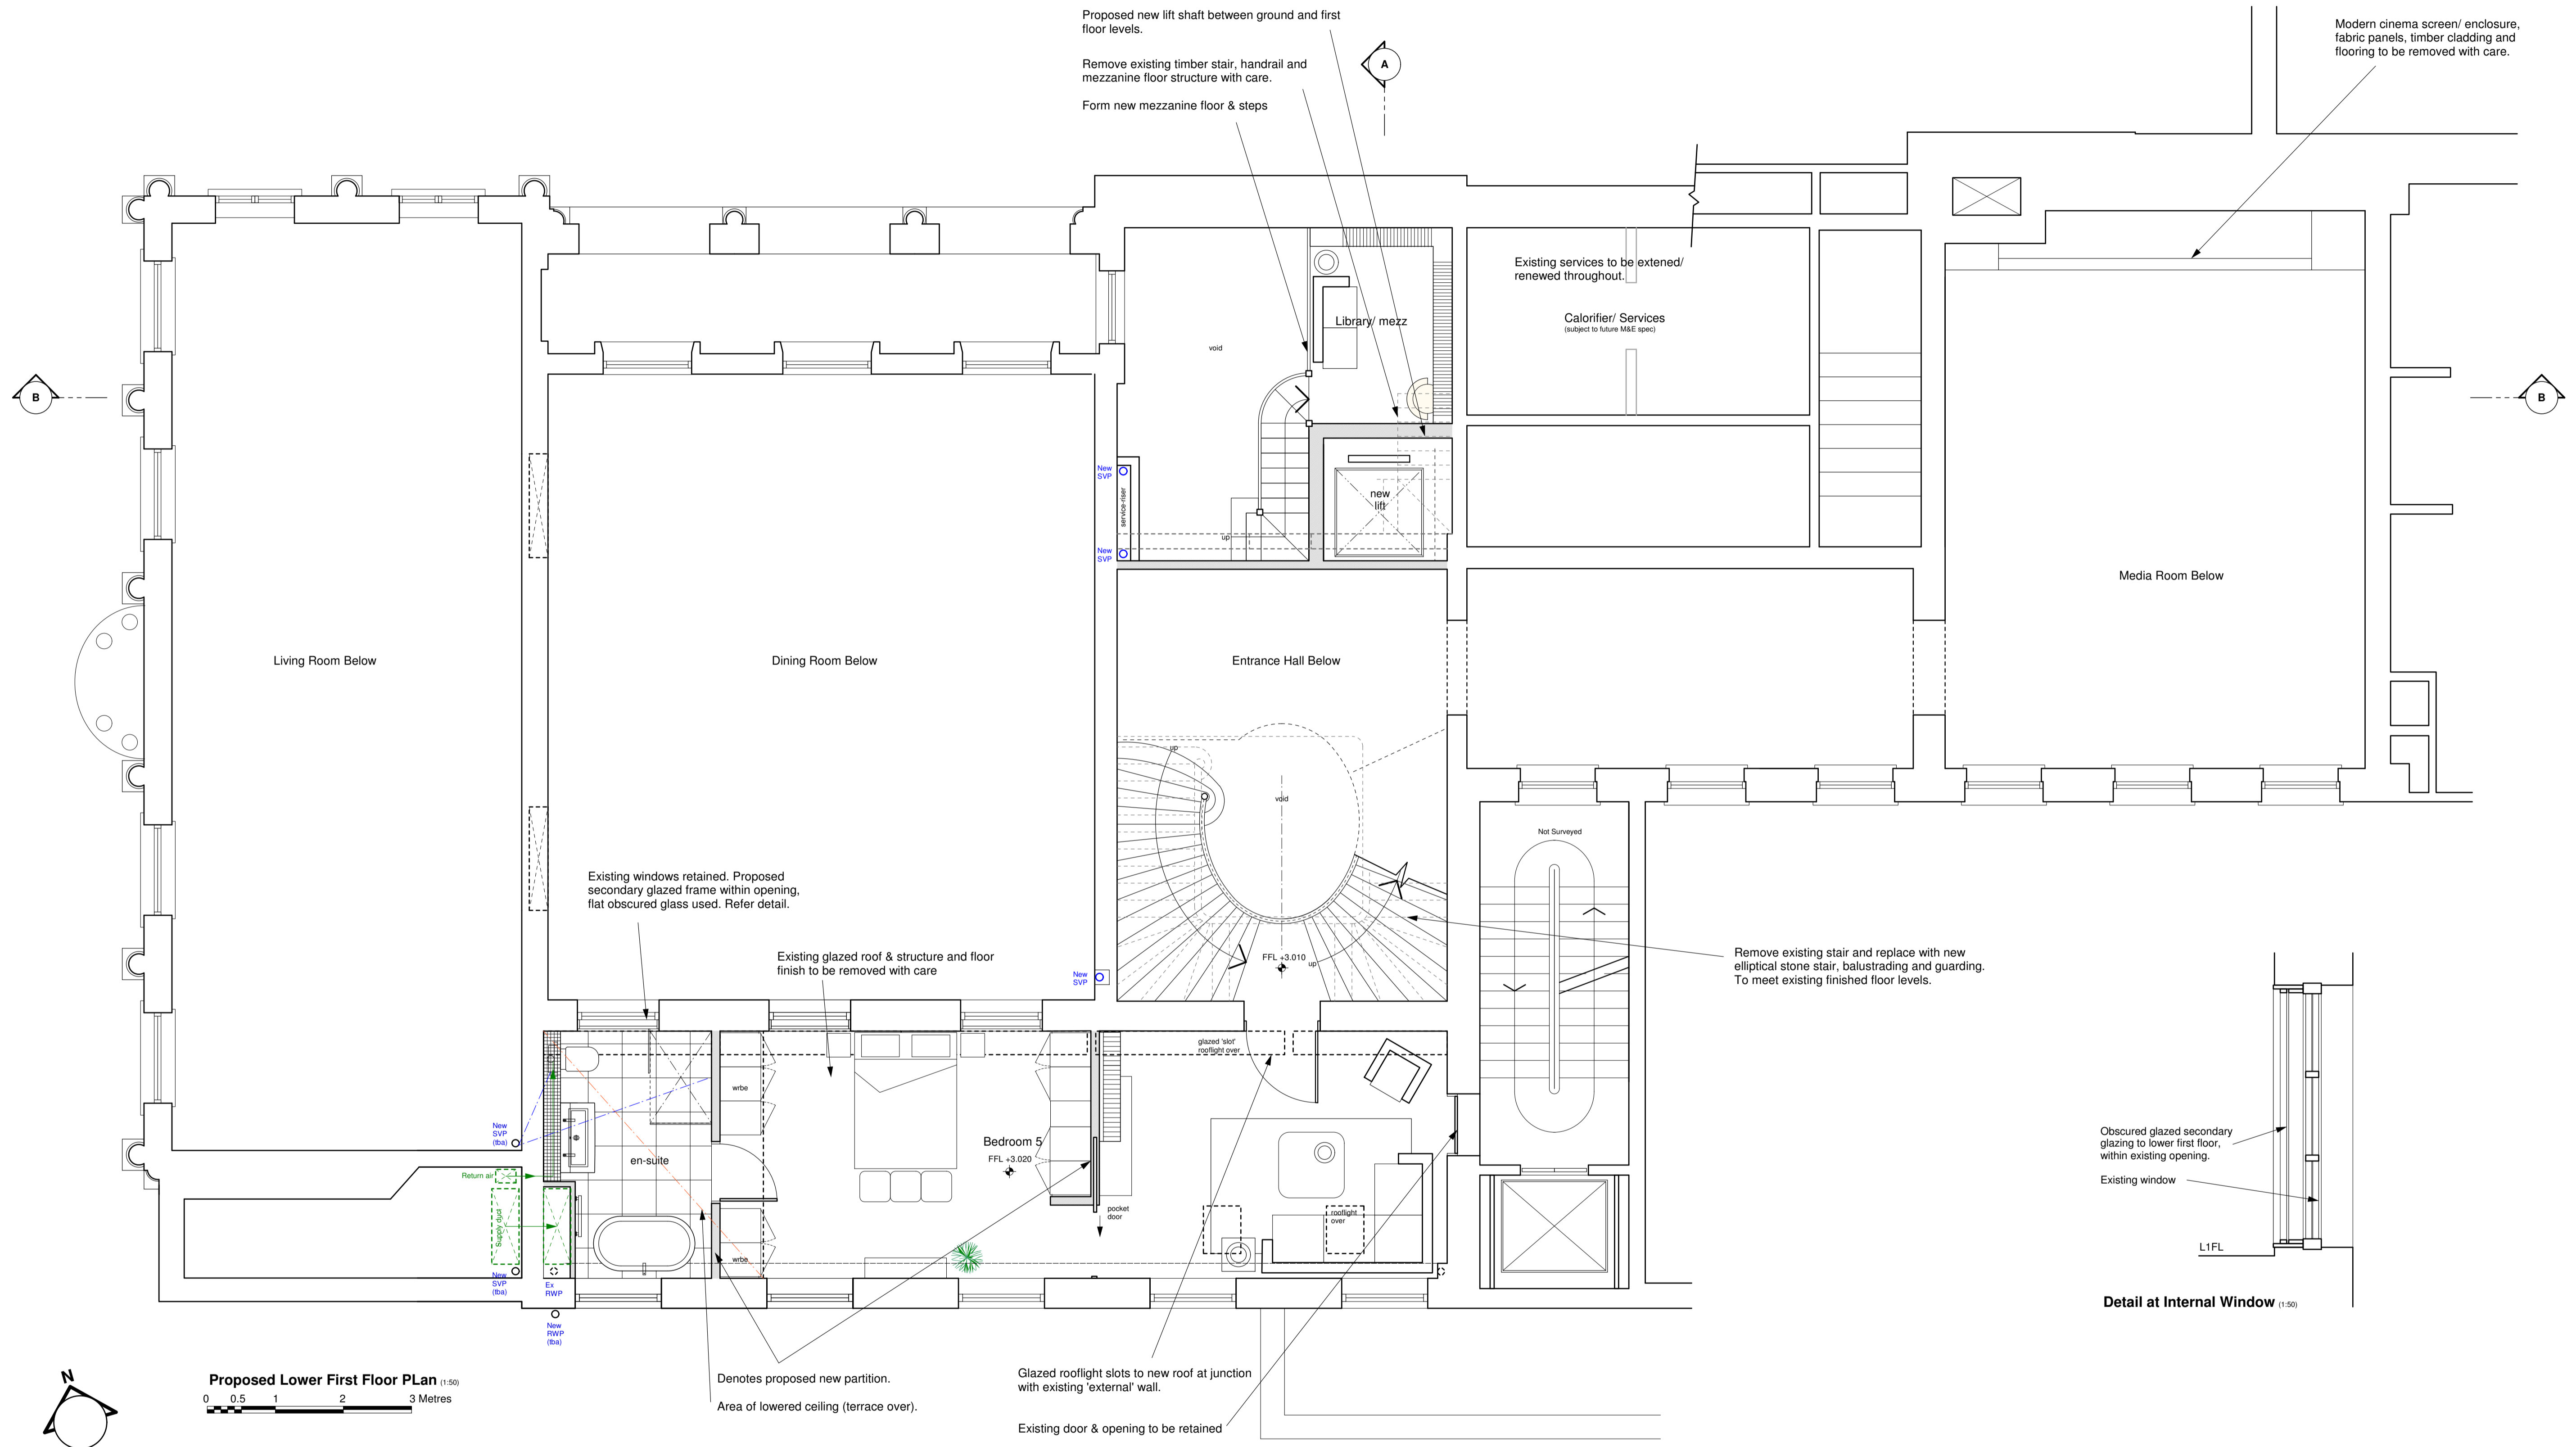 Proposed new lift shaft between ground and first
floor levels.
Remove existing timber stair, handrail and
mezzanine floor structure with care.
Form new mezzanine floor & steps
A
Modern cinema screen/ enclosure,
fabric panels, timber cladding and
flooring to be removed with care.
Existing services to be extened/
renewed throughout.
Calorifier/ Services
(subject to future M&E spec)
Library/ mezz
void
B
B
New
SVP
service-riser
new
lift
up
New
SVP
Media Room Below
Living Room Below
Dining Room Below
Entrance Hall Below
up
void
Not Surveyed
Existing windows retained. Proposed
secondary glazed frame within opening,
flat obscured glass used. Refer detail.
Existing glazed roof & structure and floor
finish to be removed with care
New
SVP
FFL +3.010
up
Remove existing stair and replace with new
elliptical stone stair, balustrading and guarding.
To meet existing finished floor levels.
glazed 'slot'
rooflight over
wrbe
New
SVP
(tba)
Bedroom 5
FFL +3.020
en-suite
Return air
Supply duct
pocket
door
rooflight
over
wrbe
New
SVP
(tba)
Ex
RWP
New
RWP
(tba)
Obscured glazed secondary
glazing to lower first floor,
within existing opening.
Existing window
L1FL
Detail at Internal Window (1:50)
N
Proposed Lower First Floor PLan (1:50)
0 0.5 1 2 3 Metres
Denotes proposed new partition.
Area of lowered ceiling (terrace over).
Glazed rooflight slots to new roof at junction
with existing 'external' wall.
Existing door & opening to be retained